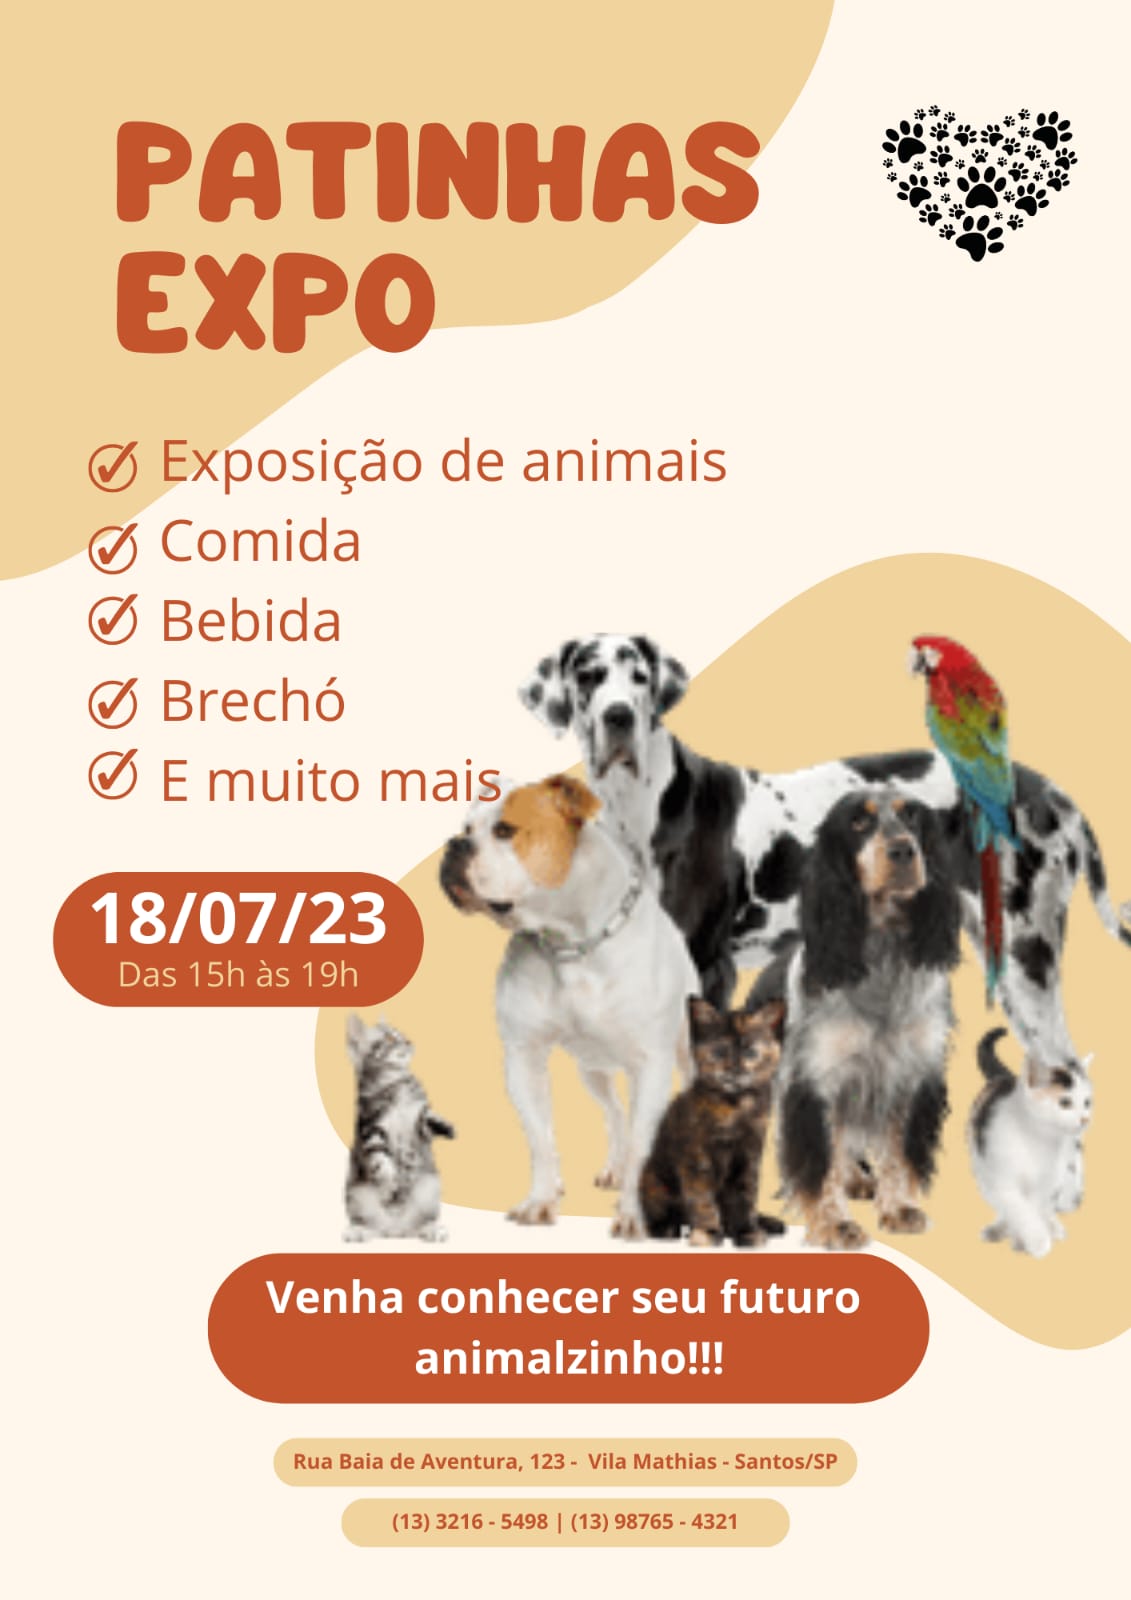 PATINHAS
EXPO
Exposição de animais
Comida
Bebida
Brechó
E muito mais
18/07/23
Das 15h às 19h
Venha conhecer seu futuro
animalzinho!!!
Rua Baia de Aventura, 123 - Vila Mathias - Santos/SP
(13) 3216 - 5498 | (13) 98765 - 4321